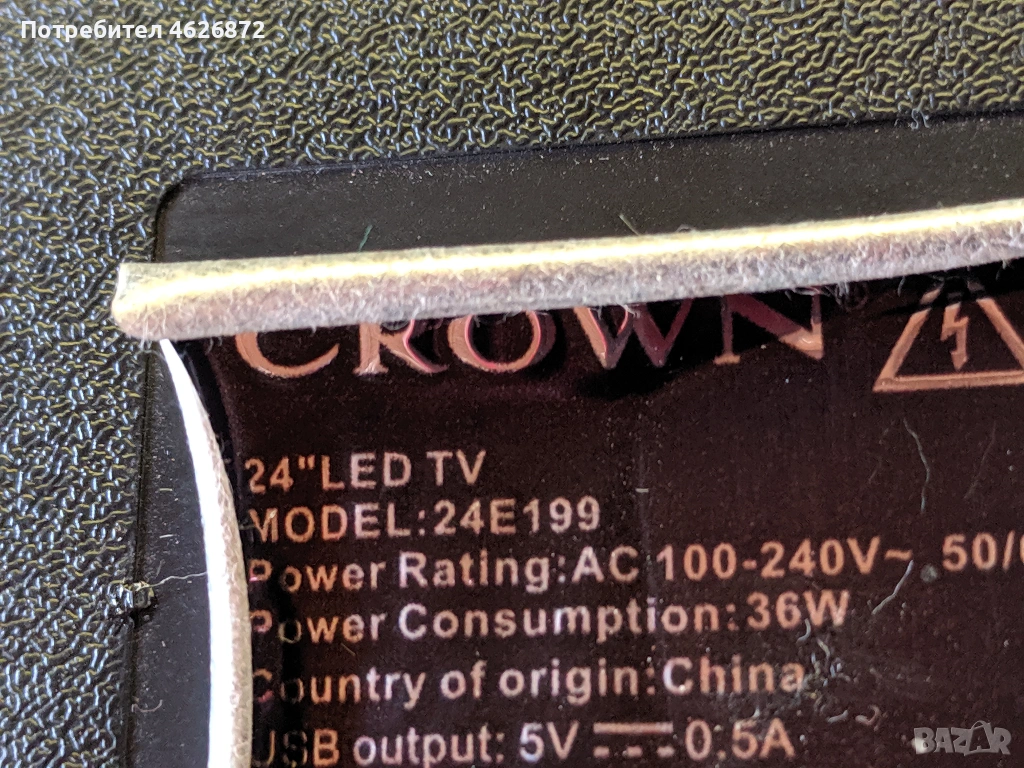 Потребител 4626872
CROWN
24"LED TV
MODEL:24E199
Power Rating:AC 100-240V~ 50/
Power Consumption:36W
Country of origin:China
USB output: 5V⎓0.5A
BAZAR